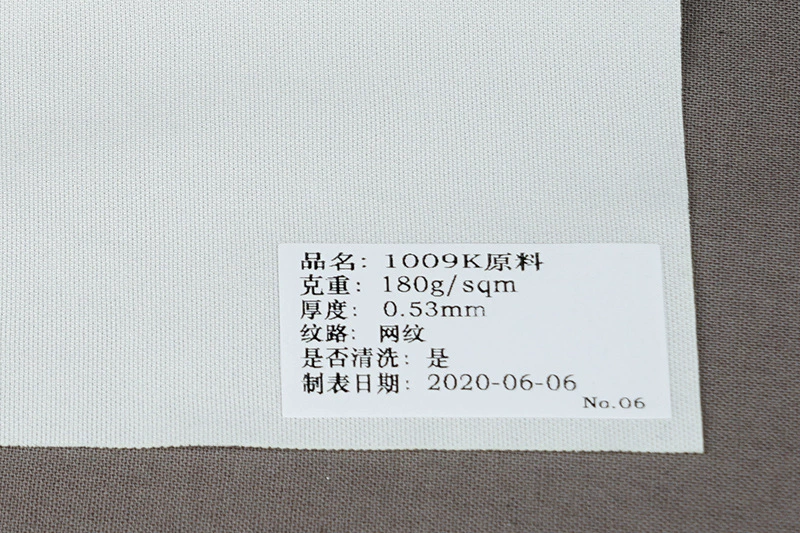 品名: 1009K原料
克重: 180g/sqm
厚度: 0.53mm
纹路: 网纹
是否清洗: 是
制表日期: 2020-06-06
No.06